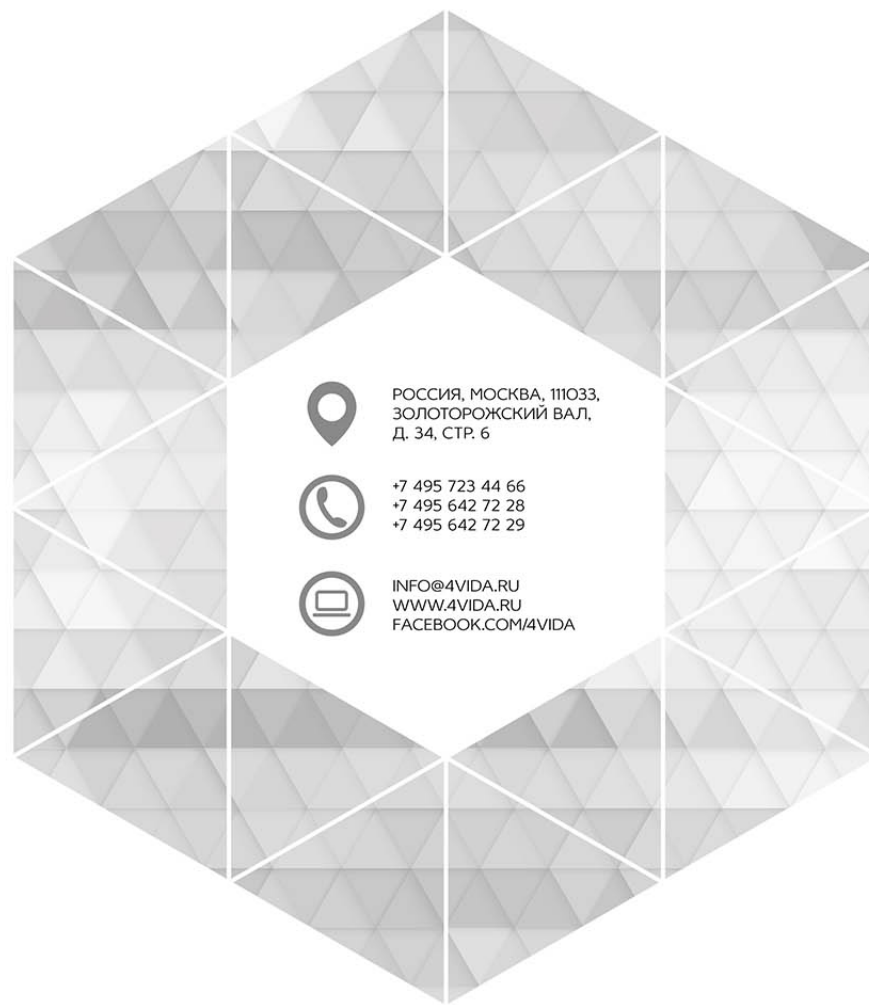 РОССИЯ, МОСКВА, 111033,
ЗОЛОТОРОЖСКИЙ ВАЛ,
Д. 34, СТР. 6
+7 495 723 44 66
+7 495 642 72 28
+7 495 642 72 29
INFO@4VIDA.RU
WWW.4VIDA.RU
FACEBOOK.COM/4VIDA